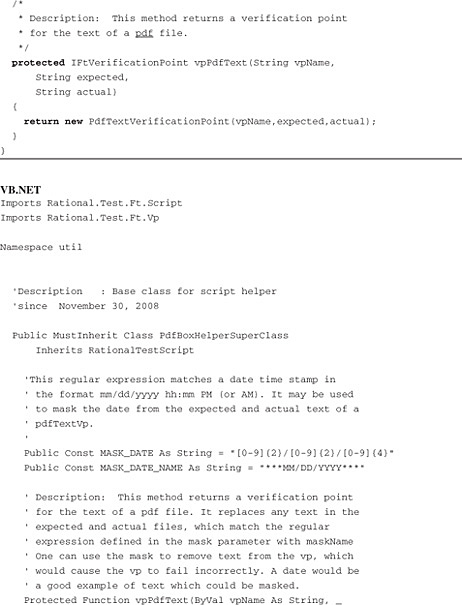 /*
* Description:  This method returns a verification point
* for the text of a pdf file.
*/
protected IFtVerificationPoint vpPdfText(String vpName,
String expected,
String actual)
{
return new PdfTextVerificationPoint(vpName,expected,actual);
}
}
VB.NET
Imports Rational.Test.Ft.Script
Imports Rational.Test.Ft.Vp
Namespace util
'Description   : Base class for script helper
'since  November 30, 2008
Public MustInherit Class PdfBoxHelperSuperClass
Inherits RationalTestScript
'This regular expression matches a date time stamp in
' the format mm/dd/yyyy hh:mm PM (or AM). It may be used
' to mask the date from the expected and actual text of a
' pdfTextVp.
'
Public Const MASK_DATE As String = "[0-9]{2}/[0-9]{2}/[0-9]{4}"
Public Const MASK_DATE_NAME As String = "***MM/DD/YYYY***"
' Description:  This method returns a verification point
' for the text of a pdf file. It replaces any text in the
' expected and actual files, which match the regular
' expression defined in the mask parameter with maskName
' One can use the mask to remove text from the vp, which
' would cause the vp to fail incorrectly. A date would be
' a good example of text which could be masked.
Protected Function vpPdfText(ByVal vpName As String, _